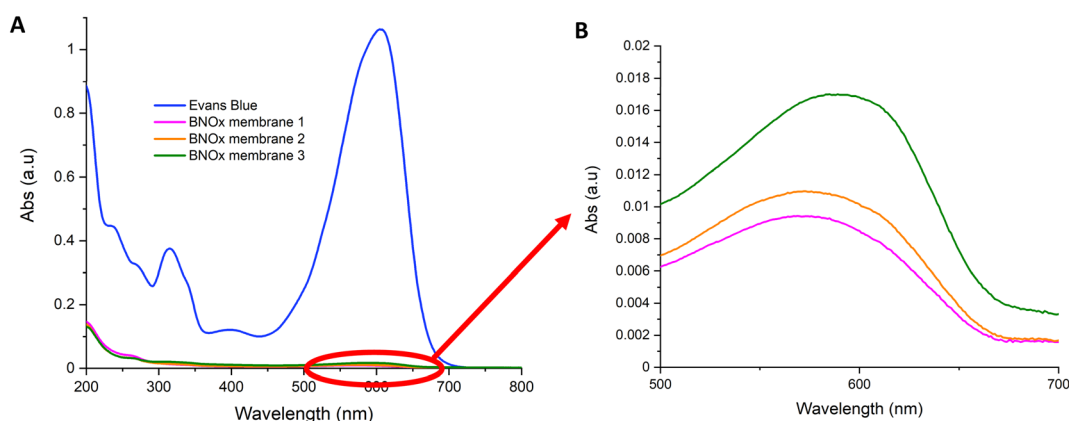 A
Abs (a.u)
1
0.8
0.6
0.4
0.2
0
200 300 400 500 600 700 800
Wavelength (nm)
Evans Blue
BNOx membrane 1
BNOx membrane 2
BNOx membrane 3
B
Abs (a.u)
0.02
0.018
0.016
0.014
0.012
0.01
0.008
0.006
0.004
0.002
0
500 600 700
Wavelength (nm)